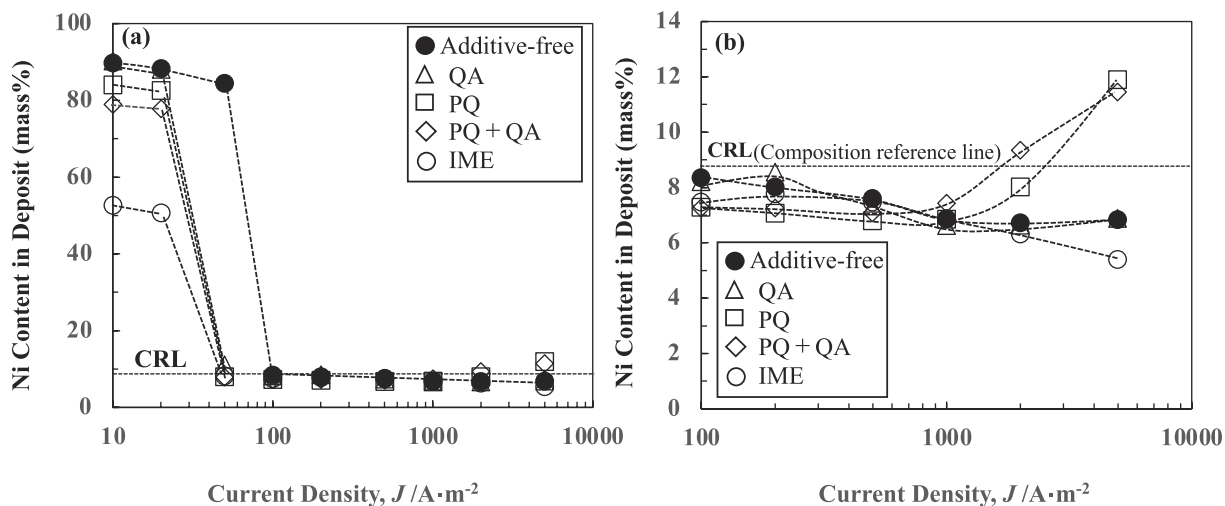 (a)
Additive-free
QA
PQ
PQ + QA
IME
CRL
100
80
60
40
20
0
10
100
1000
10000
Ni Content in Deposit (mass%)
Current Density, J /A·m-2
(b)
CRL (Composition reference line)
Additive-free
QA
PQ
PQ + QA
IME
14
12
10
8
6
4
2
0
100
1000
10000
Ni Content in Deposit (mass%)
Current Density, J /A·m-2